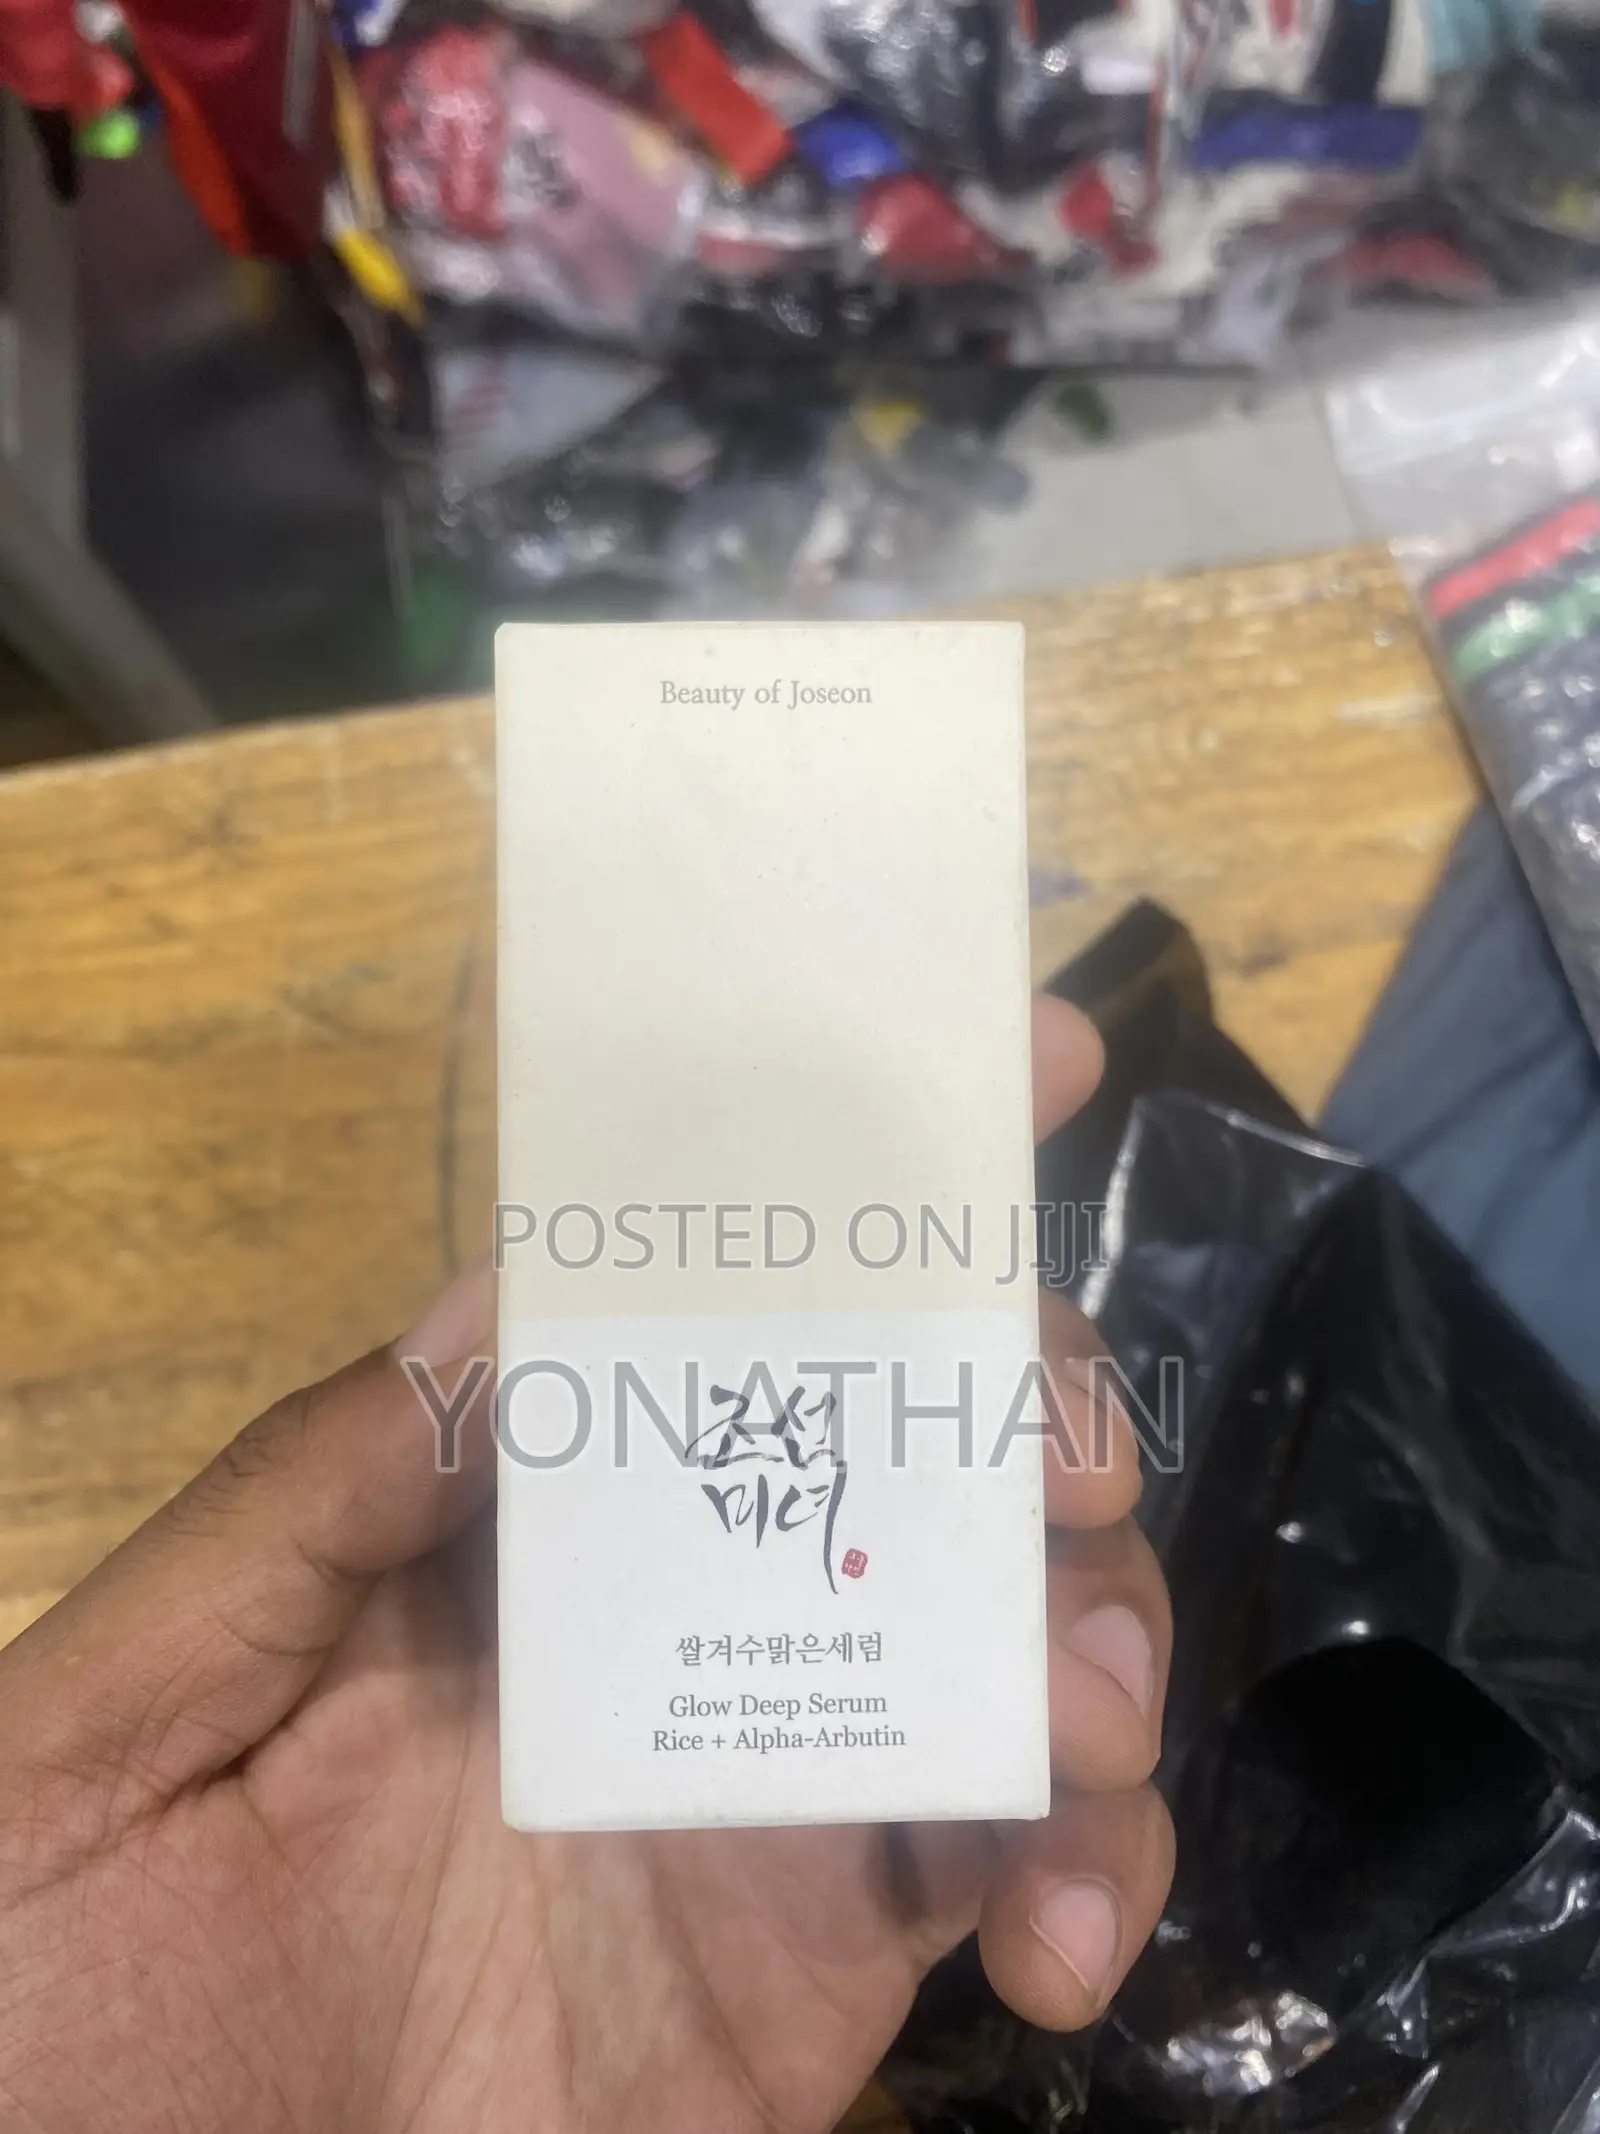 Beauty of Joseon
POSTED ON JIJI
YONATHAN
조선
미녀
쌀겨수맑은세럼
Glow Deep Serum
Rice + Alpha-Arbutin